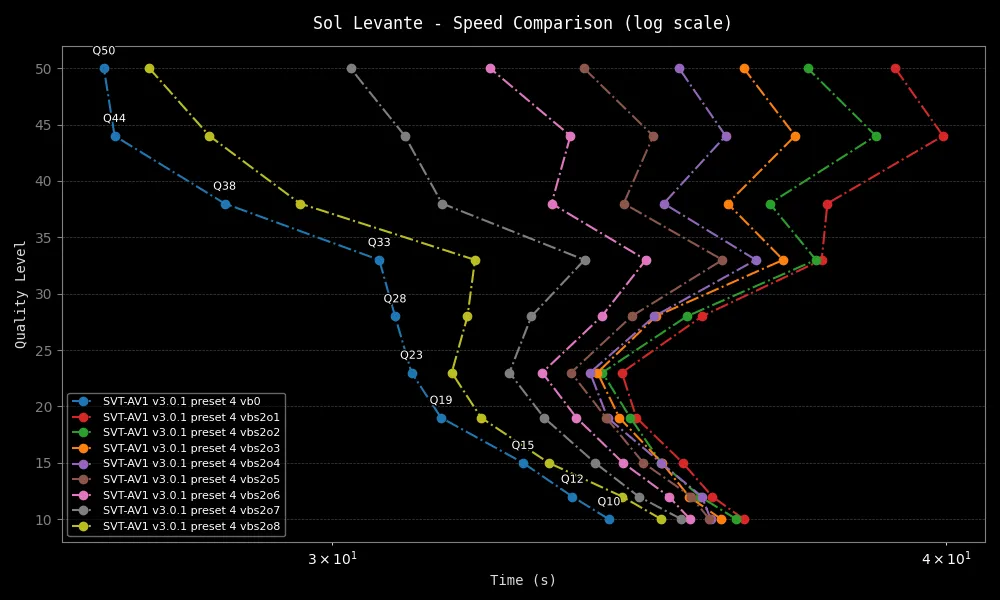 Sol Levante - Speed Comparison (log scale)
Quality Level
50
45
40
35
30
25
20
15
10
Q50
Q44
Q38
Q33
Q28
Q23
Q19
Q15
Q12
Q10
SVT-AV1 v3.0.1 preset 4 vb0
SVT-AV1 v3.0.1 preset 4 vbs2o1
SVT-AV1 v3.0.1 preset 4 vbs2o2
SVT-AV1 v3.0.1 preset 4 vbs2o3
SVT-AV1 v3.0.1 preset 4 vbs2o4
SVT-AV1 v3.0.1 preset 4 vbs2o5
SVT-AV1 v3.0.1 preset 4 vbs2o6
SVT-AV1 v3.0.1 preset 4 vbs2o7
SVT-AV1 v3.0.1 preset 4 vbs2o8
3 × 10¹
4 × 10¹
Time (s)